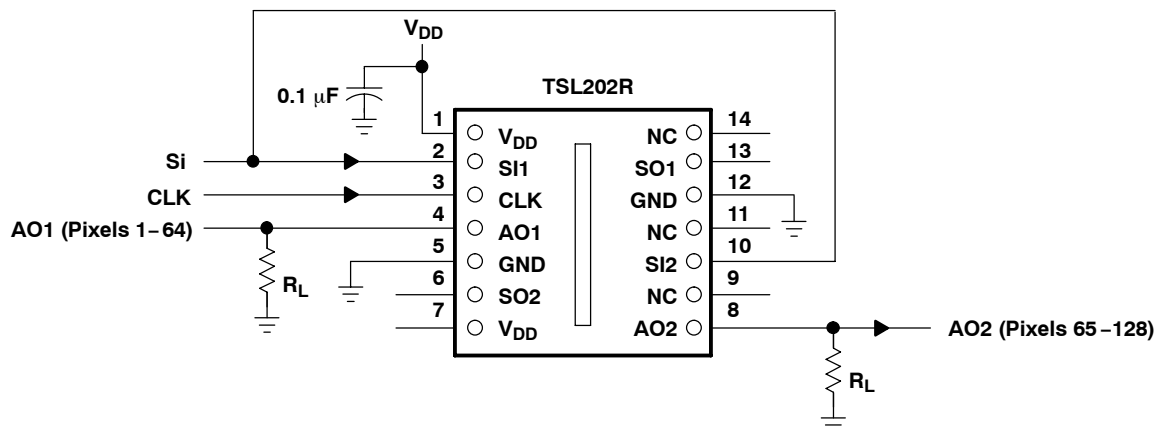 VDD
TSL202R
0.1 μF
1
VDD
NC
14
Si
2
SI1
SO1
13
CLK
3
CLK
GND
12
AO1 (Pixels 1–64)
4
AO1
NC
11
5
GND
SI2
10
RL
6
SO2
NC
9
7
VDD
AO2
8
AO2 (Pixels 65–128)
RL